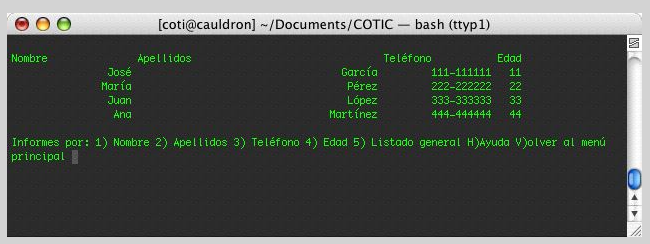 [coti@cauldron] ~/Documents/COTIC — bash (ttyp1)
Nombre Apellidos Teléfono Edad
José García 111-111111 11
María Pérez 222-222222 22
Juan López 333-333333 33
Ana Martínez 444-444444 44
Informes por: 1) Nombre 2) Apellidos 3) Teléfono 4) Edad 5) Listado general H)Ayuda V)olver al menú
principal